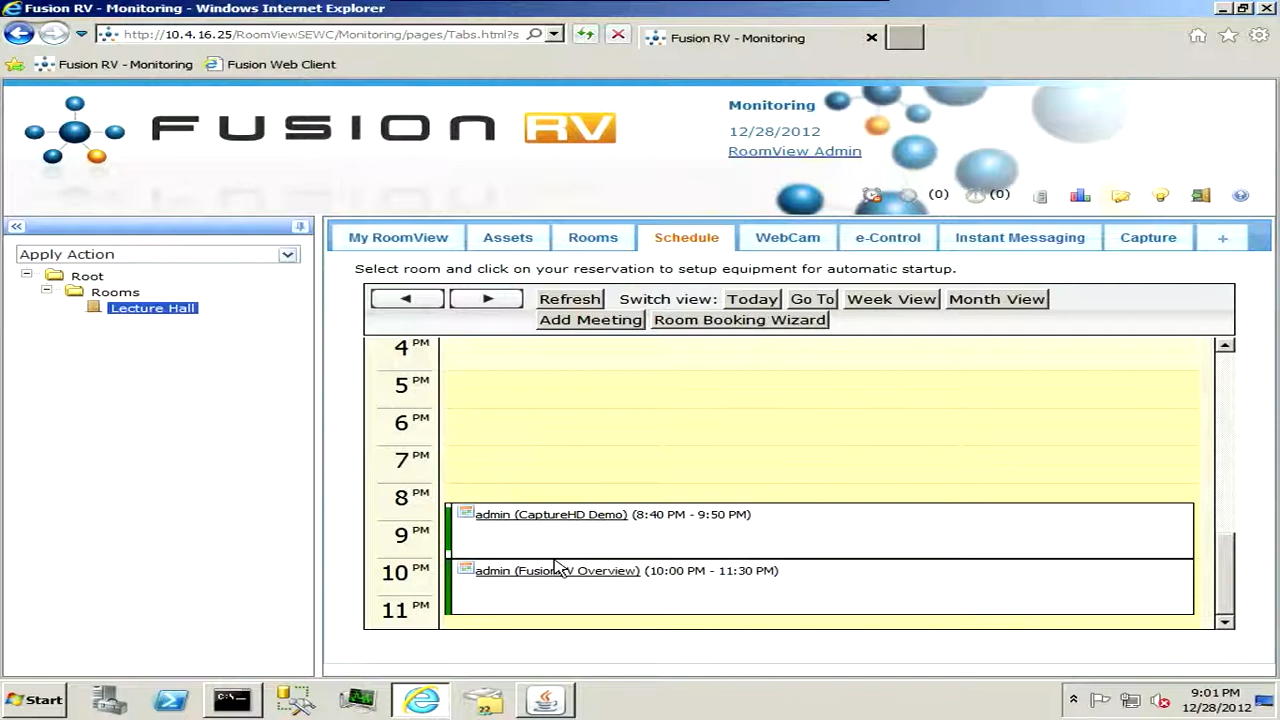 Fusion RV - Monitoring - Windows Internet Explorer
http://10.4.16.25/RoomViewSEWC/Monitoring/pages/Tabs.html?s
Fusion RV - Monitoring
Fusion RV - Monitoring
Fusion Web Client
FUSION RV
Monitoring
12/28/2012
RoomView Admin
(0)
(0)
Apply Action
Root
Rooms
Lecture Hall
My RoomView
Assets
Rooms
Schedule
WebCam
e-Control
Instant Messaging
Capture
+
Select room and click on your reservation to setup equipment for automatic startup.
Refresh
Switch view:
Today
Go To
Week View
Month View
Add Meeting
Room Booking Wizard
4 PM
5 PM
6 PM
7 PM
8 PM
admin (CaptureHD Demo) (8:40 PM - 9:50 PM)
9 PM
10 PM
admin (Fusion RV Overview) (10:00 PM - 11:30 PM)
11 PM
Start
9:01 PM
12/28/2012